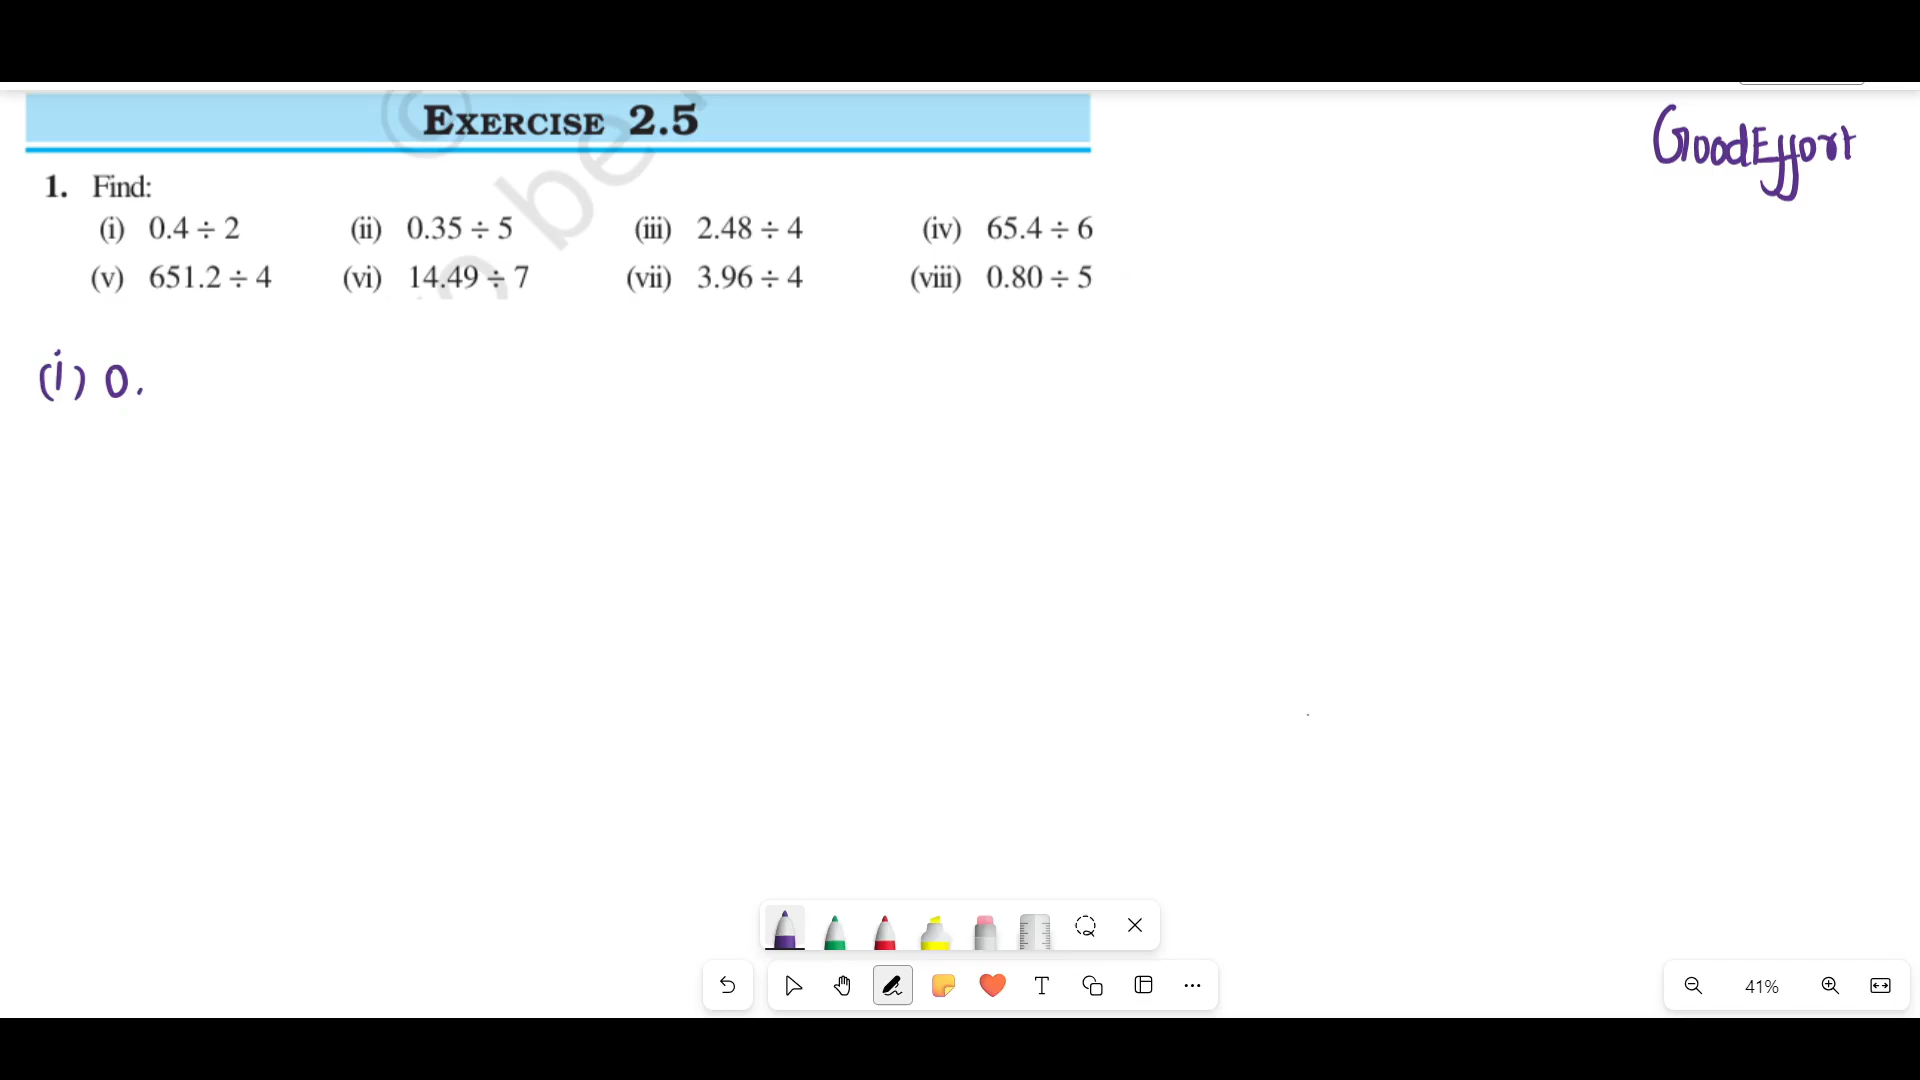 EXERCISE 2.5
GoodEffort
1. Find:
(i) 0.4 ÷ 2 (ii) 0.35 ÷ 5 (iii) 2.48 ÷ 4 (iv) 65.4 ÷ 6
(v) 651.2 ÷ 4 (vi) 14.49 ÷ 7 (vii) 3.96 ÷ 4 (viii) 0.80 ÷ 5
(i) 0.
41%